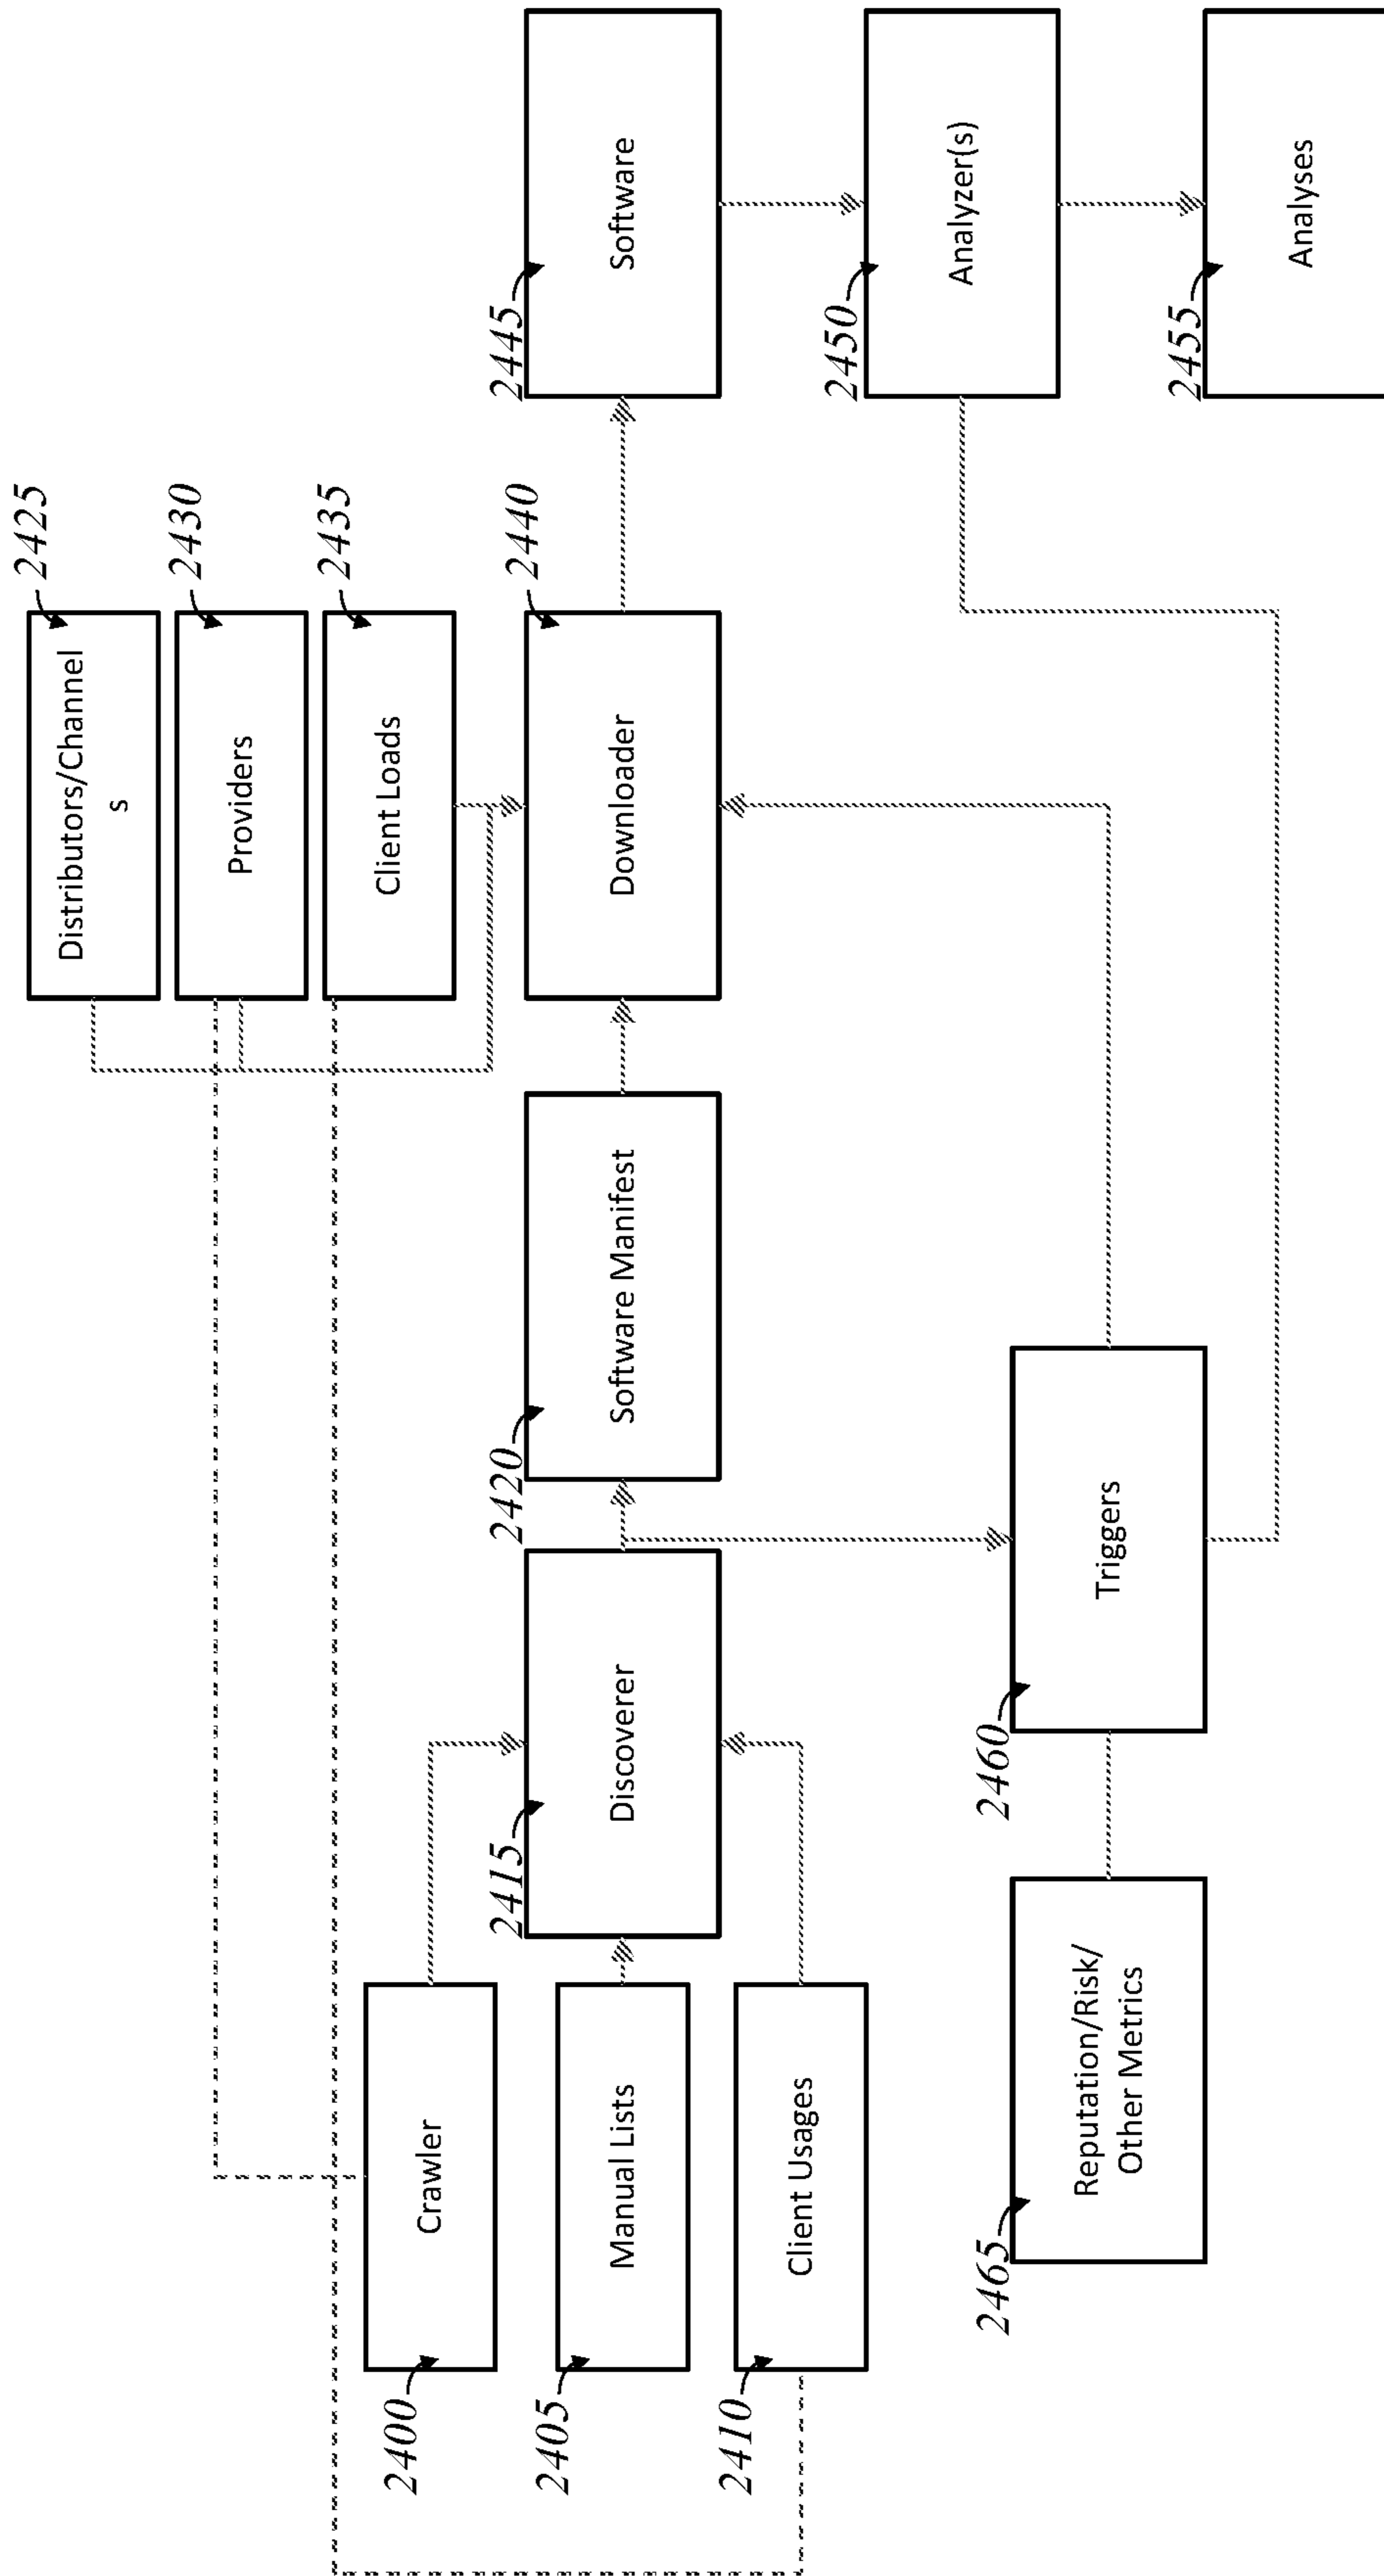 2425
Distributors/Channel
s
2430
Providers
2435
Client Loads
2400
Crawler
2405
Manual Lists
2410
Client Usages
2415
Discoverer
2420
Software Manifest
2440
Downloader
2445
Software
2450
Analyzer(s)
2455
Analyses
2460
Triggers
2465
Reputation/Risk/
Other Metrics